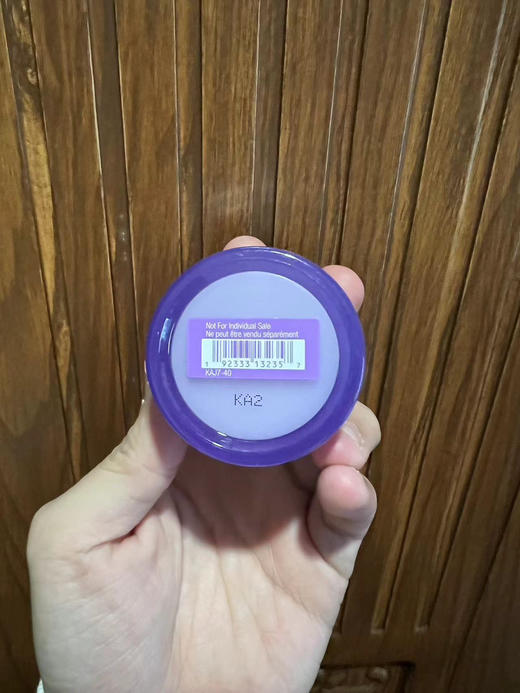 Not For Individual Sale
Ne peut être vendu séparément
1 92333 13235 7
KAJ7-40
KA2